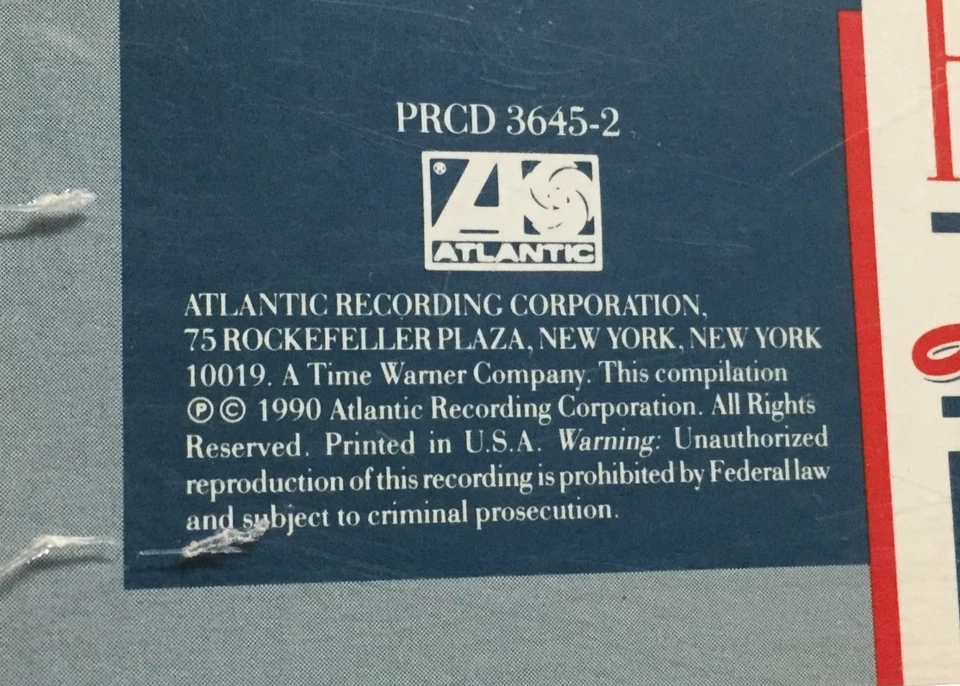 PRCD 3645-2
®
ATLANTIC
ATLANTIC RECORDING CORPORATION,
75 ROCKEFELLER PLAZA, NEW YORK, NEW YORK
10019. A Time Warner Company. This compilation
℗ © 1990 Atlantic Recording Corporation. All Rights
Reserved. Printed in U.S.A. Warning: Unauthorized
reproduction of this recording is prohibited by Federal law
and subject to criminal prosecution.